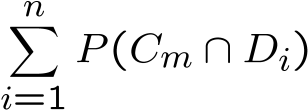 $\sum_{i=1}^{n} P(C_m \cap D_i)$